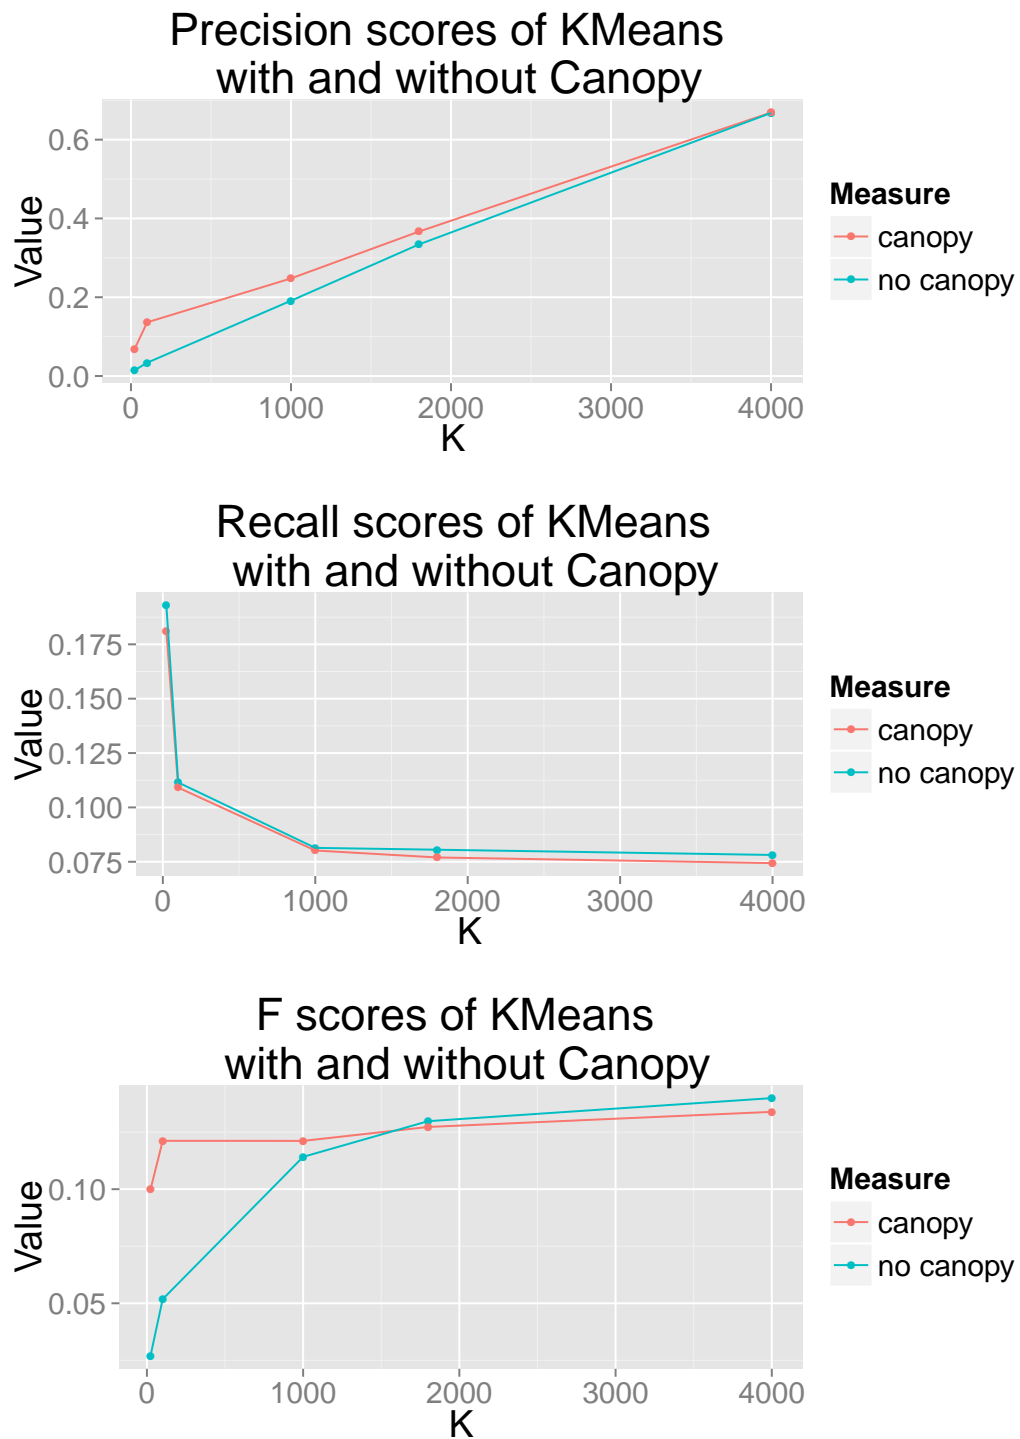 Precision scores of KMeans
with and without Canopy
Value
0.6
0.4
0.2
0.0
0 1000 2000 3000 4000
K
Measure
canopy
no canopy
Recall scores of KMeans
with and without Canopy
Value
0.175
0.150
0.125
0.100
0.075
0 1000 2000 3000 4000
K
Measure
canopy
no canopy
F scores of KMeans
with and without Canopy
Value
0.10
0.05
0 1000 2000 3000 4000
K
Measure
canopy
no canopy